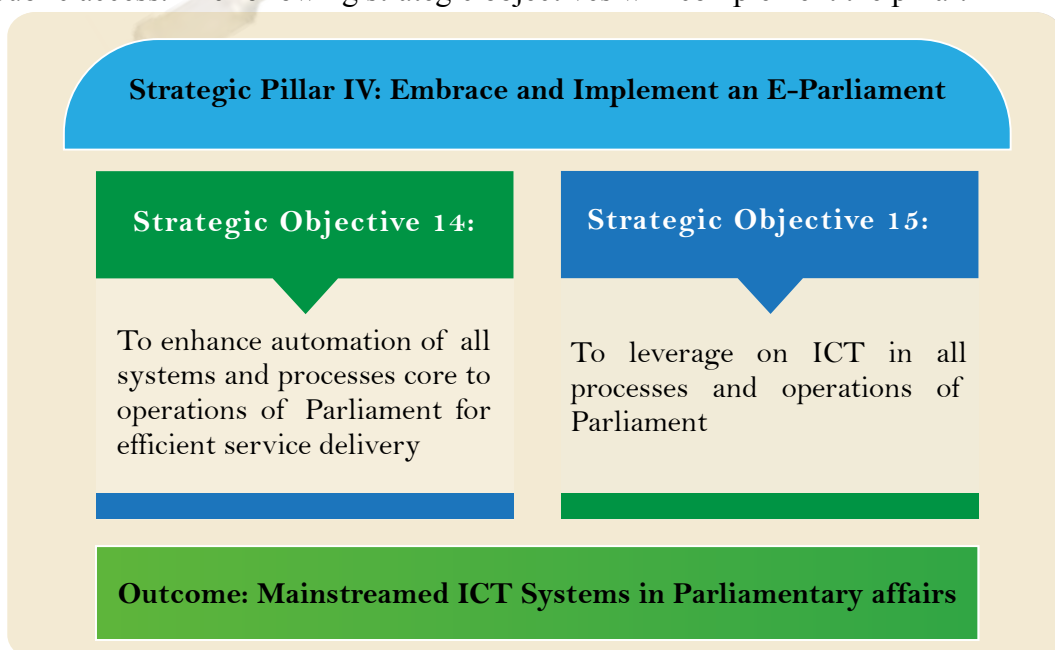 Strategic Pillar IV: Embrace and Implement an E-Parliament
Strategic Objective 14:
To enhance automation of all
systems and processes core to
operations of Parliament for
efficient service delivery
Strategic Objective 15:
To leverage on ICT in all
processes and operations of
Parliament
Outcome: Mainstreamed ICT Systems in Parliamentary affairs